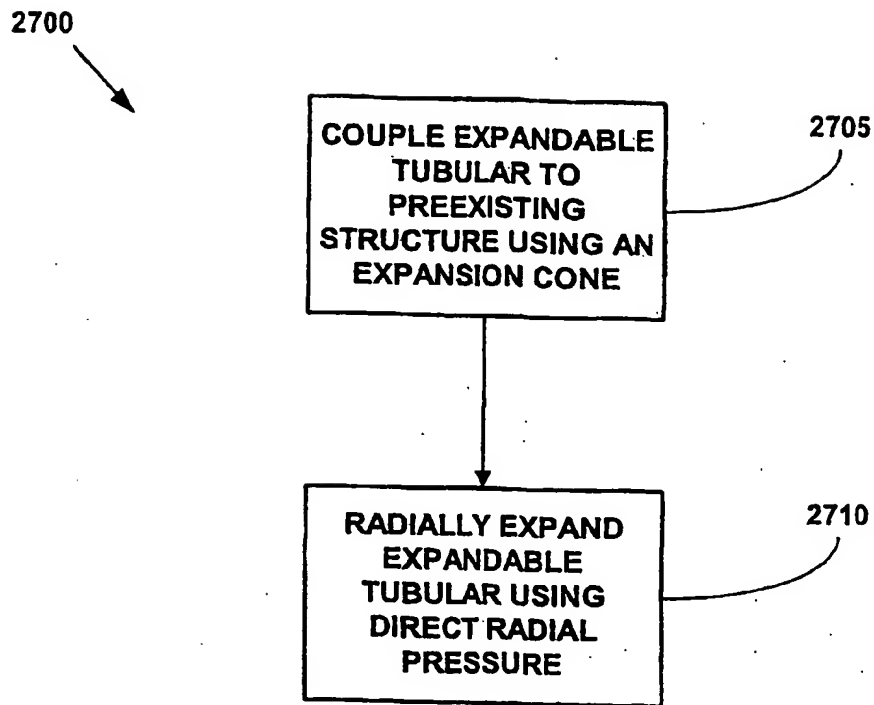 2700
COUPLE EXPANDABLE
TUBULAR TO
PREEXISTING
STRUCTURE USING AN
EXPANSION CONE
2705
RADIALLY EXPAND
EXPANDABLE
TUBULAR USING
DIRECT RADIAL
PRESSURE
2710